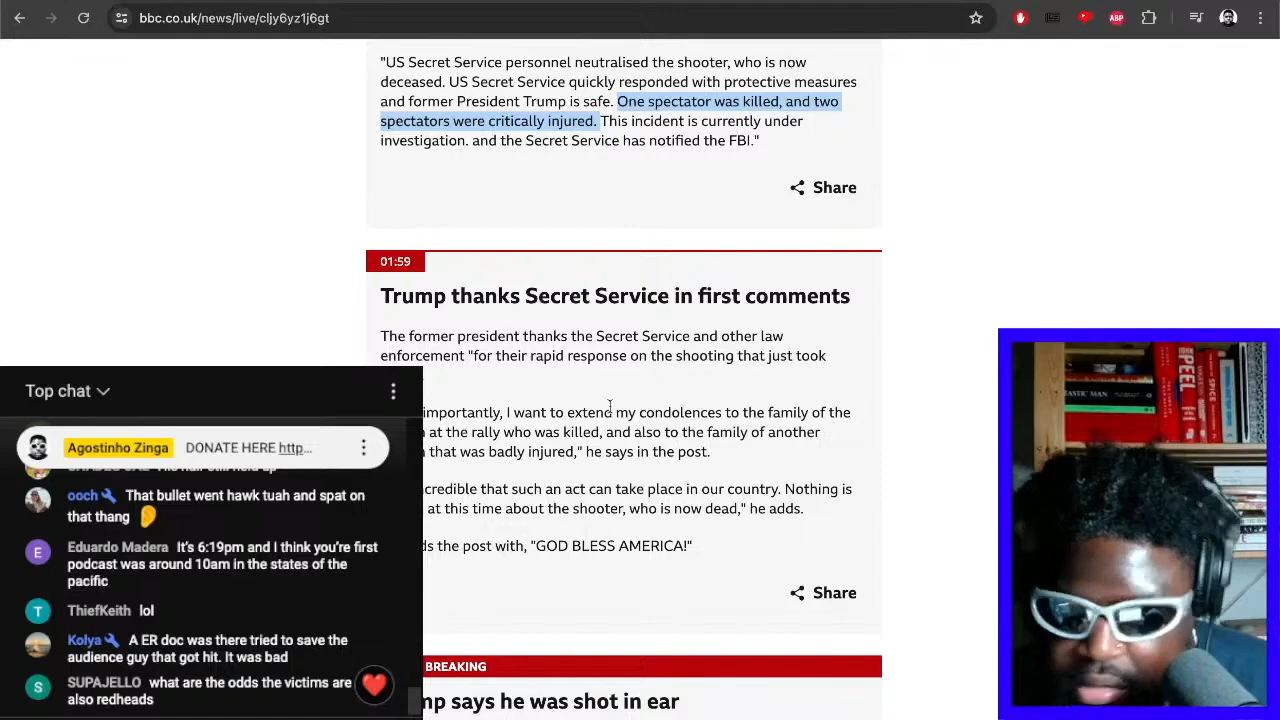 bbc.co.uk/news/live/cljy6yz1j6gt
ABP
"US Secret Service personnel neutralised the shooter, who is now
deceased. US Secret Service quickly responded with protective measures
and former President Trump is safe. One spectator was killed, and two
spectators were critically injured. This incident is currently under
investigation. and the Secret Service has notified the FBI."
Share
01:59
Trump thanks Secret Service in first comments
The former president thanks the Secret Service and other law
enforcement "for their rapid response on the shooting that just took
importantly, I want to extend my condolences to the family of the
at the rally who was killed, and also to the family of another
that was badly injured," he says in the post.
credible that such an act can take place in our country. Nothing is
at this time about the shooter, who is now dead," he adds.
ds the post with, "GOD BLESS AMERICA!"
Share
BREAKING
mp says he was shot in ear
Top chat
Agostinho Zinga DONATE HERE http...
ooch That bullet went hawk tuah and spat on
that thang
E
Eduardo Madera It's 6:19pm and I think you're first
podcast was around 10am in the states of the
pacific
T
ThiefKeith lol
Kolya A ER doc was there tried to save the
audience guy that got hit. It was bad
S
SUPAJELLO what are the odds the victims are
also redheads
TASTIC MAN
PEEL
SPICE